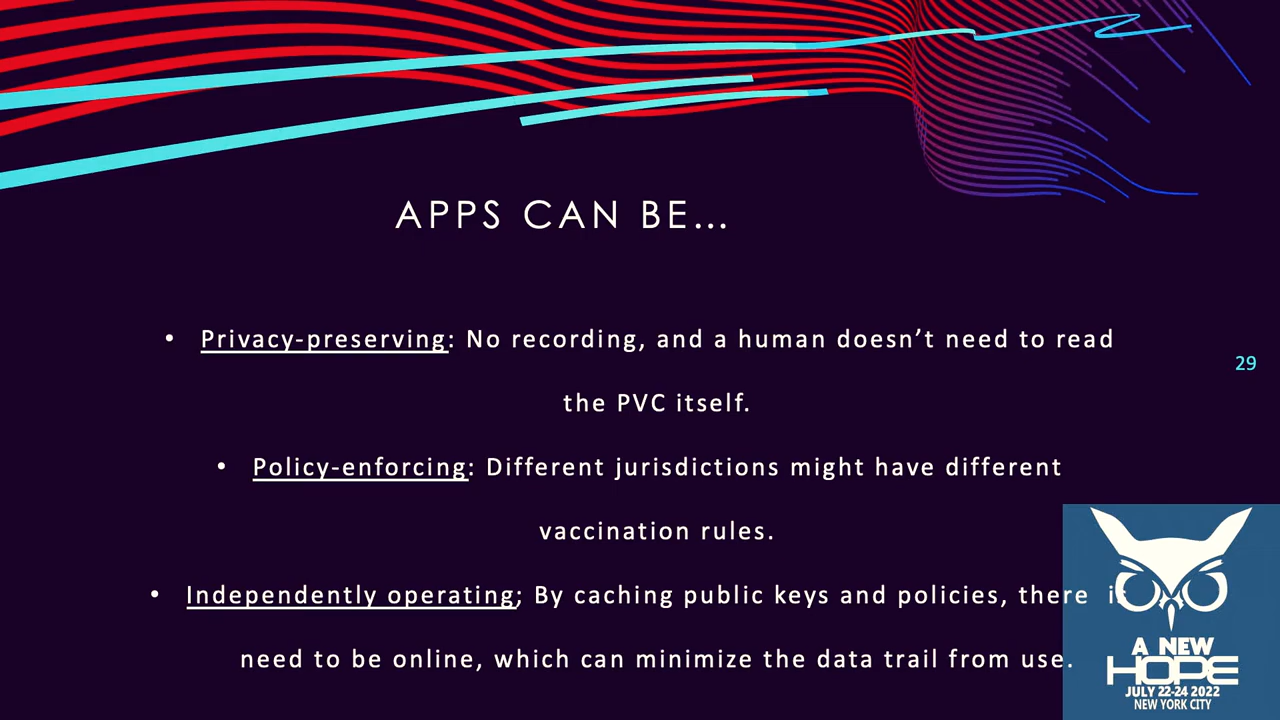 APPS CAN BE...
• Privacy-preserving: No recording, and a human doesn't need to read
the PVC itself.
29
• Policy-enforcing: Different jurisdictions might have different
vaccination rules.
• Independently operating; By caching public keys and policies, there
need to be online, which can minimize the data trail from use.
A NEW
HOPE
JULY 22-24 2022
NEW YORK CITY